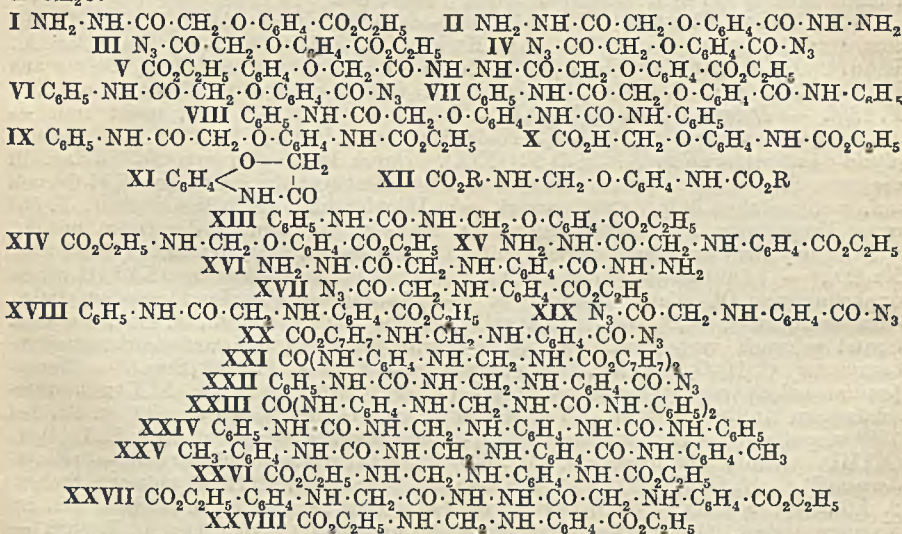 I NH₂·NH·CO·CH₂·O·C₆H₄·CO₂C₂H₅ II NH₂·NH·CO·CH₂·O·C₆H₄·CO·NH·NH₂
III N₃·CO·CH₂·O·C₆H₄·CO₂C₂H₅ IV N₃·CO·CH₂·O·C₆H₄·CO·N₃
V CO₂C₂H₅·C₆H₄·O·CH₂·CO·NH·NH·CO·CH₂·O·C₆H₄·CO₂C₂H₅
VI C₆H₅·NH·CO·CH₂·O·C₆H₄·CO·N₃ VII C₆H₅·NH·CO·CH₂·O·C₆H₄·CO·NH·C₆H₅
VIII C₆H₅·NH·CO·CH₂·O·C₆H₄·NH·CO·NH·C₆H₅
IX C₆H₅·NH·CO·CH₂·O·C₆H₄·NH·CO₂C₂H₅ X CO₂H·CH₂·O·C₆H₄·NH·CO₂C₂H₅
O—CH₂
XI C₆H₄< XII CO₂R·NH·CH₂·O·C₆H₄·NH·CO₂R
NH·CO
XIII C₆H₅·NH·CO·NH·CH₂·O·C₆H₄·CO₂C₂H₅
XIV CO₂C₂H₅·NH·CH₂·O·C₆H₄·CO₂C₂H₅ XV NH₂·NH·CO·CH₂·NH·C₆H₄·CO₂C₂H₅
XVI NH₂·NH·CO·CH₂·NH·C₆H₄·CO·NH·NH₂
XVII N₃·CO·CH₂·NH·C₆H₄·CO₂C₂H₅
XVIII C₆H₅·NH·CO·CH₂·NH·C₆H₄·CO₂C₂H₅ XIX N₃·CO·CH₂·NH·C₆H₄·CO·N₃
XX CO₂C₇H₇·NH·CH₂·NH·C₆H₄·CO·N₃
XXI CO(NH·C₆H₄·NH·CH₂·NH·CO₂C₇H₇)₂
XXII C₆H₅·NH·CO·NH·CH₂·NH·C₆H₄·CO·N₃
XXIII CO(NH·C₆H₄·NH·CH₂·NH·CO·NH·C₆H₅)₂
XXIV C₆H₅·NH·CO·NH·CH₂·NH·C₆H₄·NH·CO·NH·C₆H₅
XXV CH₃·C₆H₄·NH·CO·NH·CH₂·NH·C₆H₄·CO·NH·C₆H₄·CH₃
XXVI CO₂C₂H₅·NH·CH₂·NH·C₆H₄·NH·CO₂C₂H₅
XXVII CO₂C₂H₅·C₆H₄·NH·CH₂·CO·NH·NH·CO·CH₂·NH·C₆H₄·CO₂C₂H₅
XXVIII CO₂C₂H₅·NH·CH₂·NH·C₆H₄·CO₂C₂H₅